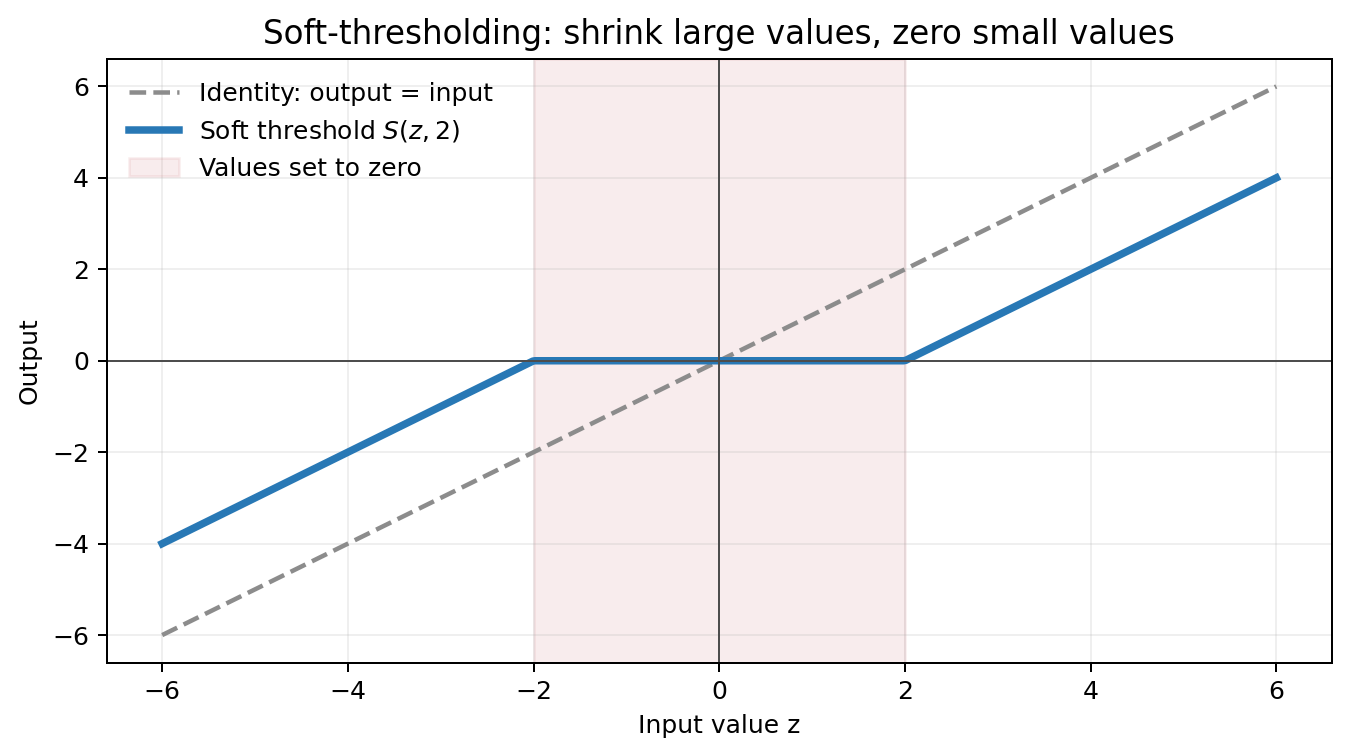 Soft-thresholding: shrink large values, zero small values
Identity: output = input
Soft threshold S(z, 2)
Values set to zero
6
4
2
0
−2
−4
−6
Output
−6 −4 −2 0 2 4 6
Input value z